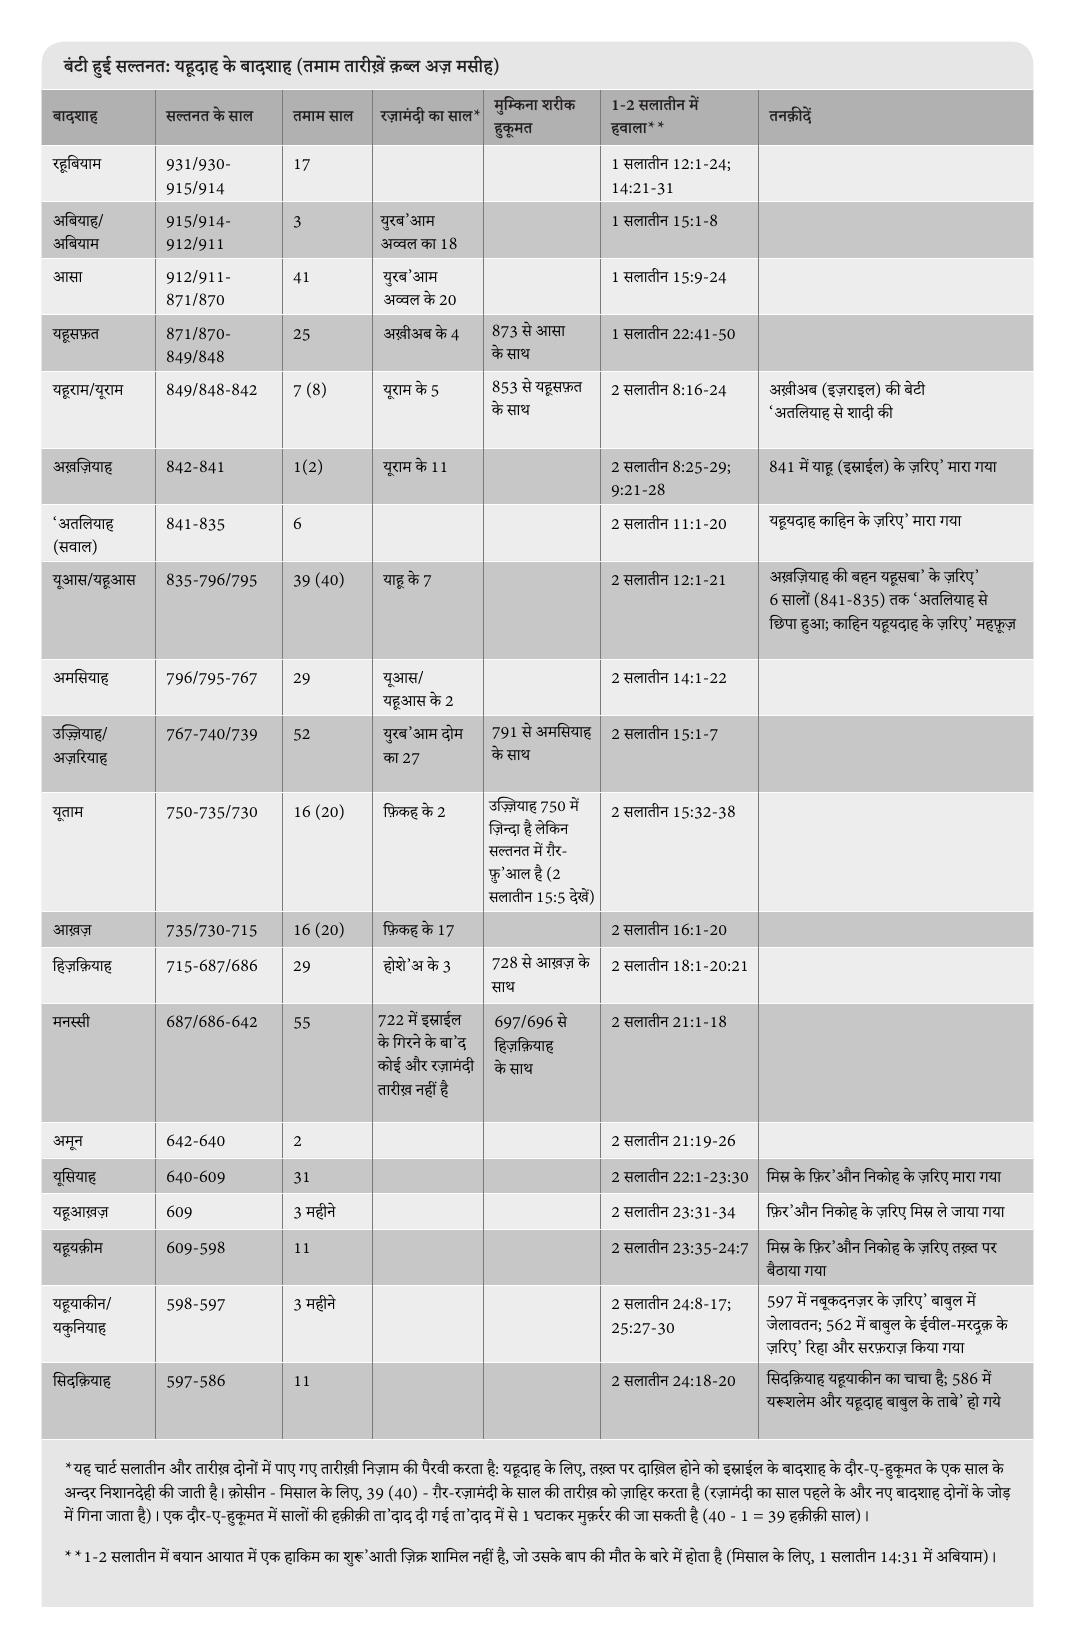 बंटी हुई सल्तनत: यहूदाह के बादशाह (तमाम तारीख़ें क़ब्ल अज़ मसीह)
बादशाह सल्तनत के साल तमाम साल रज़ामंदी का साल* मुम्किना शरीक 1-2 सलातीन में तनक़ीदें
हुकूमत हवाला**
रहूबियाम 931/930- 17 1 सलातीन 12:1-24;
915/914 14:21-31
अबियाह/ 915/914- 3 युरब’आम 1 सलातीन 15:1-8
अबियाम 912/911 अव्वल का 18
आसा 912/911- 41 युरब’आम 1 सलातीन 15:9-24
871/870 अव्वल के 20
यहूसफ़त 871/870- 25 अख़ीअब के 4 873 से आसा 1 सलातीन 22:41-50
849/848 के साथ
यहूराम/यूराम 849/848-842 7 (8) यूराम के 5 853 से यहूसफ़त 2 सलातीन 8:16-24 अख़ीअब (इज़राइल) की बेटी
के साथ ‘अतलियाह से शादी की
अख़ज़ियाह 842-841 1(2) यूराम के 11 2 सलातीन 8:25-29; 841 में याहू (इस्राईल) के ज़रिए’ मारा गया
9:21-28
‘अतलियाह 841-835 6 2 सलातीन 11:1-20 यहूयदाह काहिन के ज़रिए’ मारा गया
(सवाल)
यूआस/यहूआस 835-796/795 39 (40) याहू के 7 2 सलातीन 12:1-21 अख़ज़ियाह की बहन यहूसबा’ के ज़रिए’
6 सालों (841-835) तक ‘अतलियाह से
छिपा हुआ; काहिन यहूयदाह के ज़रिए’ महफ़ूज़
अमसियाह 796/795-767 29 यूआस/ 2 सलातीन 14:1-22
यहूआस के 2
उज़्ज़ियाह/ 767-740/739 52 युरब’आम दोम 791 से अमसियाह 2 सलातीन 15:1-7
अज़रियाह का 27 के साथ
यूताम 750-735/730 16 (20) फ़िकह के 2 उज़्ज़ियाह 750 में 2 सलातीन 15:32-38
ज़िन्दा है लेकिन
सल्तनत में ग़ैर-
फ़ु’आल है (2
सलातीन 15:5 देखें)
आख़ज़ 735/730-715 16 (20) फ़िकह के 17 2 सलातीन 16:1-20
हिज़क़ियाह 715-687/686 29 होशे’अ के 3 728 से आख़ज़ के 2 सलातीन 18:1-20:21
साथ
मनस्सी 687/686-642 55 722 में इस्राईल 697/696 से 2 सलातीन 21:1-18
के गिरने के बा’द हिज़क़ियाह
कोई और रज़ामंदी के साथ
तारीख़ नहीं है
अमून 642-640 2 2 सलातीन 21:19-26
यूसियाह 640-609 31 2 सलातीन 22:1-23:30 मिस्र के फ़िर’औन निकोह के ज़रिए मारा गया
यहूआख़ज़ 609 3 महीने 2 सलातीन 23:31-34 फ़िर’औन निकोह के ज़रिए मिस्र ले जाया गया
यहूयक़ीम 609-598 11 2 सलातीन 23:35-24:7 मिस्र के फ़िर’औन निकोह के ज़रिए तख़्त पर
बैठाया गया
यहूयाकीन/ 598-597 3 महीने 2 सलातीन 24:8-17; 597 में नबूकदनज़र के ज़रिए’ बाबुल में
यकुनियाह 25:27-30 जेलावतन; 562 में बाबुल के ईवील-मरदूक़ के
ज़रिए’ रिहा और सरफ़राज़ किया गया
सिदक़ियाह 597-586 11 2 सलातीन 24:18-20 सिदक़ियाह यहूयाकीन का चाचा है; 586 में
यरूशलेम और यहूदाह बाबुल के ताबे’ हो गये
*यह चार्ट सलातीन और तारीख़ दोनों में पाए गए तारीख़ी निज़ाम की पैरवी करता है: यहूदाह के लिए, तख़्त पर दाख़िल होने को इस्राईल के बादशाह के दौर-ए-हुकूमत के एक साल के
अन्दर निशानदेही की जाती है। क़ोसीन - मिसाल के लिए, 39 (40) - ग़ैर-रज़ामंदी के साल की तारीख़ को ज़ाहिर करता है (रज़ामंदी का साल पहले के और नए बादशाह दोनों के जोड़
में गिना जाता है)। एक दौर-ए-हुकूमत में सालों की हक़ीक़ी ता’दाद दी गई ता’दाद में से 1 घटाकर मुक़र्रर की जा सकती है (40 - 1 = 39 हक़ीक़ी साल)।
**1-2 सलातीन में बयान आयात में एक हाकिम का शुरू’आती ज़िक्र शामिल नहीं है, जो उसके बाप की मौत के बारे में होता है (मिसाल के लिए, 1 सलातीन 14:31 में अबियाम)।